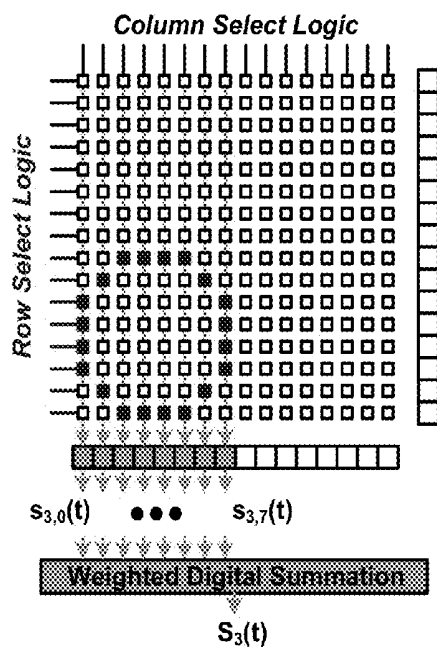 Column Select Logic
Row Select Logic
s3,0(t) ●●● s3,7(t)
Weighted Digital Summation
S3(t)